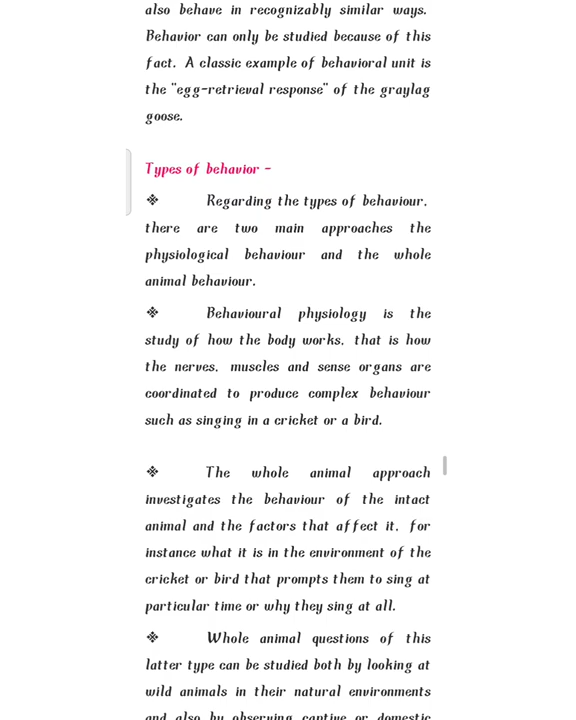 also behave in recognizably similar ways.
Behavior can only be studied because of this
fact. A classic example of behavioral unit is
the "egg-retrieval response" of the graylag
goose.
Types of behavior -
❖ Regarding the types of behaviour,
there are two main approaches the
physiological behaviour and the whole
animal behaviour.
❖ Behavioural physiology is the
study of how the body works, that is how
the nerves, muscles and sense organs are
coordinated to produce complex behaviour
such as singing in a cricket or a bird.
❖ The whole animal approach
investigates the behaviour of the intact
animal and the factors that affect it, for
instance what it is in the environment of the
cricket or bird that prompts them to sing at
particular time or why they sing at all.
❖ Whole animal questions of this
latter type can be studied both by looking at
wild animals in their natural environments
and also by observing captive or domestic